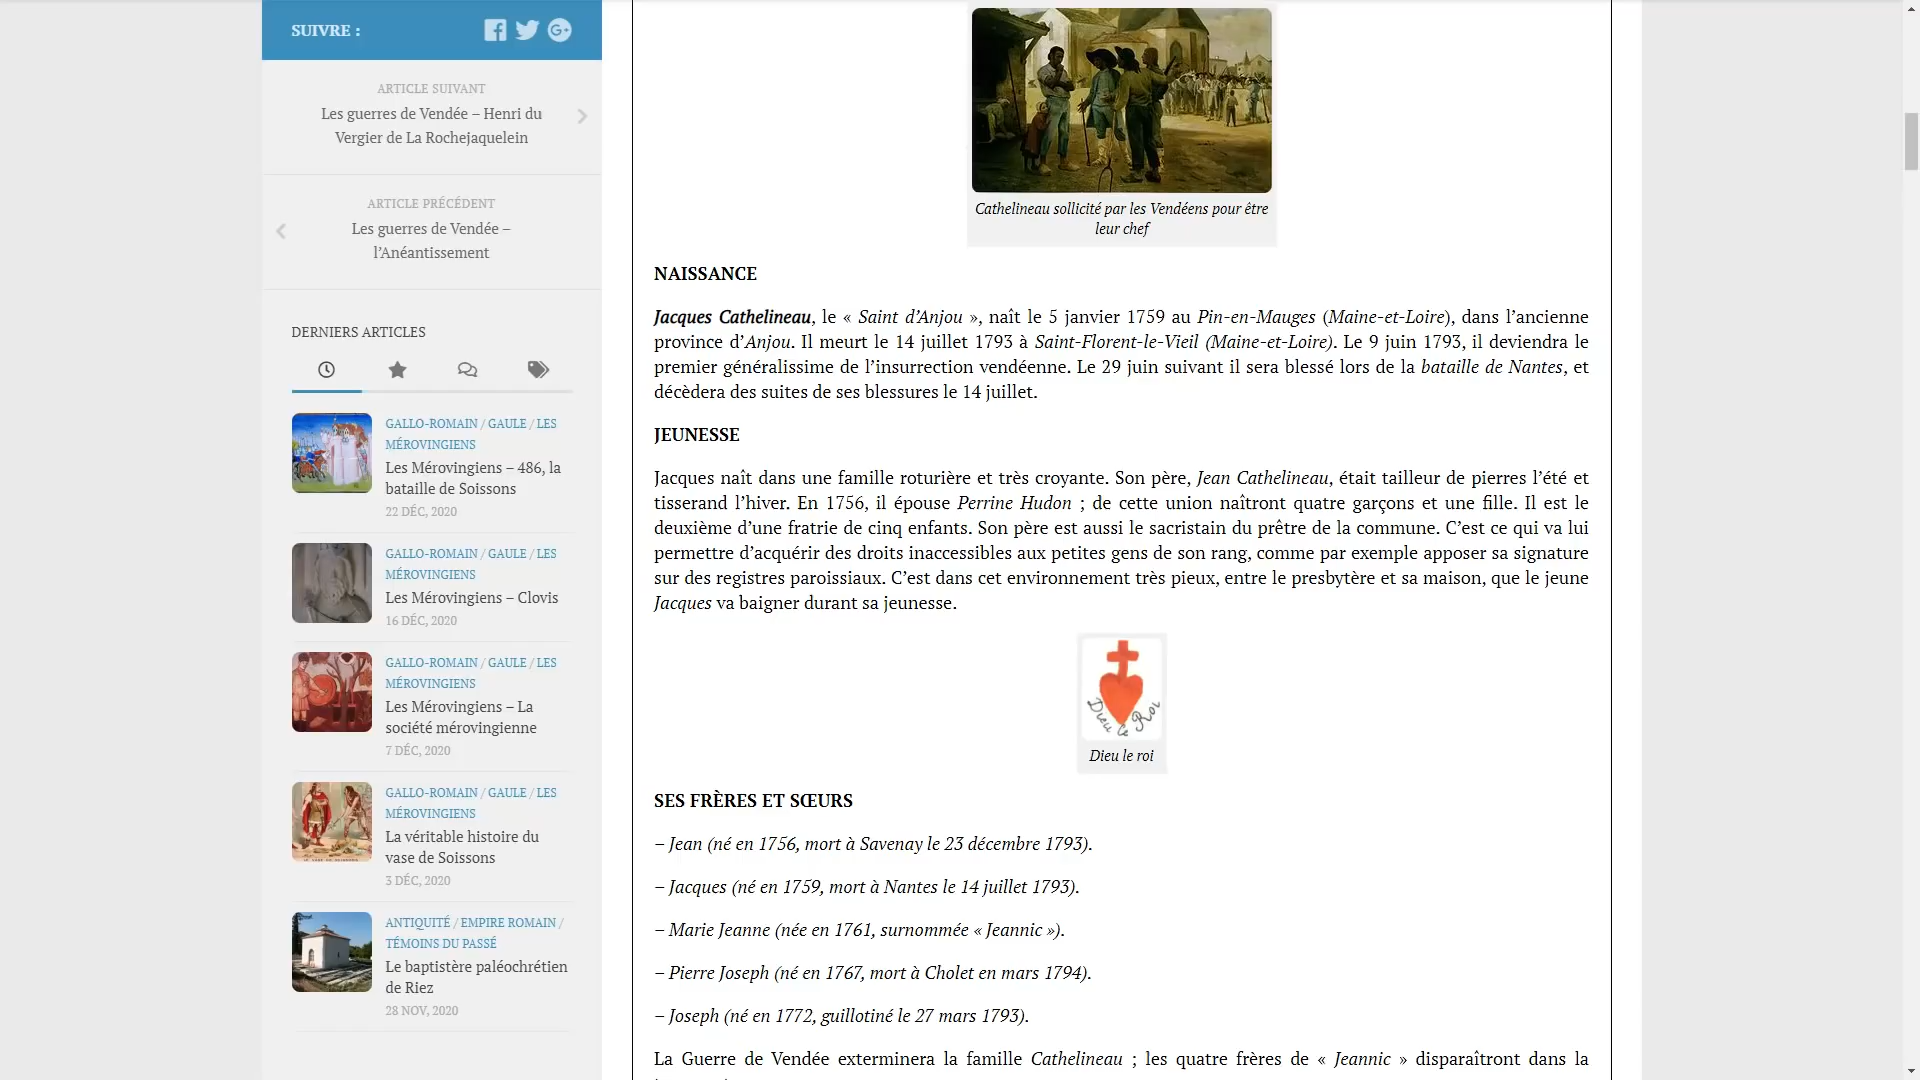 SUIVRE :
ARTICLE SUIVANT
Les guerres de Vendée – Henri du
Vergier de La Rochejaquelein
ARTICLE PRÉCÉDENT
Les guerres de Vendée –
l’Anéantissement
DERNIERS ARTICLES
GALLO-ROMAIN / GAULE / LES
MÉROVINGIENS
Les Mérovingiens – 486, la
bataille de Soissons
22 DÉC, 2020
GALLO-ROMAIN / GAULE / LES
MÉROVINGIENS
Les Mérovingiens – Clovis
16 DÉC, 2020
GALLO-ROMAIN / GAULE / LES
MÉROVINGIENS
Les Mérovingiens – La
société mérovingienne
7 DÉC, 2020
GALLO-ROMAIN / GAULE / LES
MÉROVINGIENS
La véritable histoire du
vase de Soissons
3 DÉC, 2020
ANTIQUITÉ / EMPIRE ROMAIN /
TÉMOINS DU PASSÉ
Le baptistère paléochrétien
de Riez
28 NOV, 2020
Cathelineau sollicité par les Vendéens pour être
leur chef
NAISSANCE
Jacques Cathelineau, le « Saint d’Anjou », naît le 5 janvier 1759 au Pin-en-Mauges (Maine-et-Loire), dans l’ancienne
province d’Anjou. Il meurt le 14 juillet 1793 à Saint-Florent-le-Vieil (Maine-et-Loire). Le 9 juin 1793, il deviendra le
premier généralissime de l’insurrection vendéenne. Le 29 juin suivant il sera blessé lors de la bataille de Nantes, et
décèdera des suites de ses blessures le 14 juillet.
JEUNESSE
Jacques naît dans une famille roturière et très croyante. Son père, Jean Cathelineau, était tailleur de pierres l’été et
tisserand l’hiver. En 1756, il épouse Perrine Hudon ; de cette union naîtront quatre garçons et une fille. Il est le
deuxième d’une fratrie de cinq enfants. Son père est aussi le sacristain du prêtre de la commune. C’est ce qui va lui
permettre d’acquérir des droits inaccessibles aux petites gens de son rang, comme par exemple apposer sa signature
sur des registres paroissiaux. C’est dans cet environnement très pieux, entre le presbytère et sa maison, que le jeune
Jacques va baigner durant sa jeunesse.
Dieu Le Roi
Dieu le roi
SES FRÈRES ET SŒURS
– Jean (né en 1756, mort à Savenay le 23 décembre 1793).
– Jacques (né en 1759, mort à Nantes le 14 juillet 1793).
– Marie Jeanne (née en 1761, surnommée « Jeannic »).
– Pierre Joseph (né en 1767, mort à Cholet en mars 1794).
– Joseph (né en 1772, guillotiné le 27 mars 1793).
La Guerre de Vendée exterminera la famille Cathelineau ; les quatre frères de « Jeannic » disparaîtront dans la